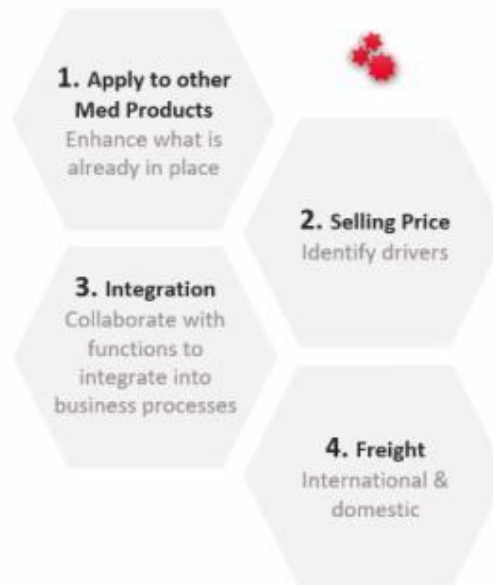 1. Apply to other
Med Products
Enhance what is
already in place
2. Selling Price
Identify drivers
3. Integration
Collaborate with
functions to
integrate into
business processes
4. Freight
International &
domestic